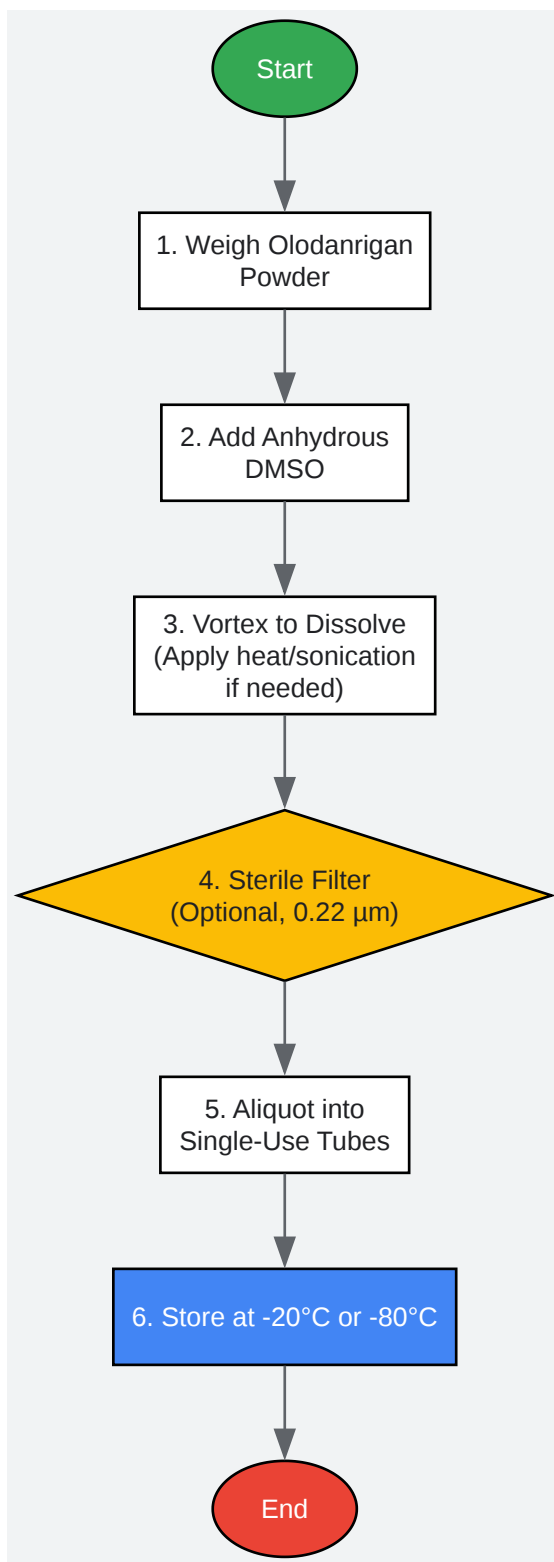 Start
1. Weigh Olodanrigan
Powder
2. Add Anhydrous
DMSO
3. Vortex to Dissolve
(Apply heat/sonication
if needed)
4. Sterile Filter
(Optional, 0.22 µm)
5. Aliquot into
Single-Use Tubes
6. Store at -20°C or -80°C
End